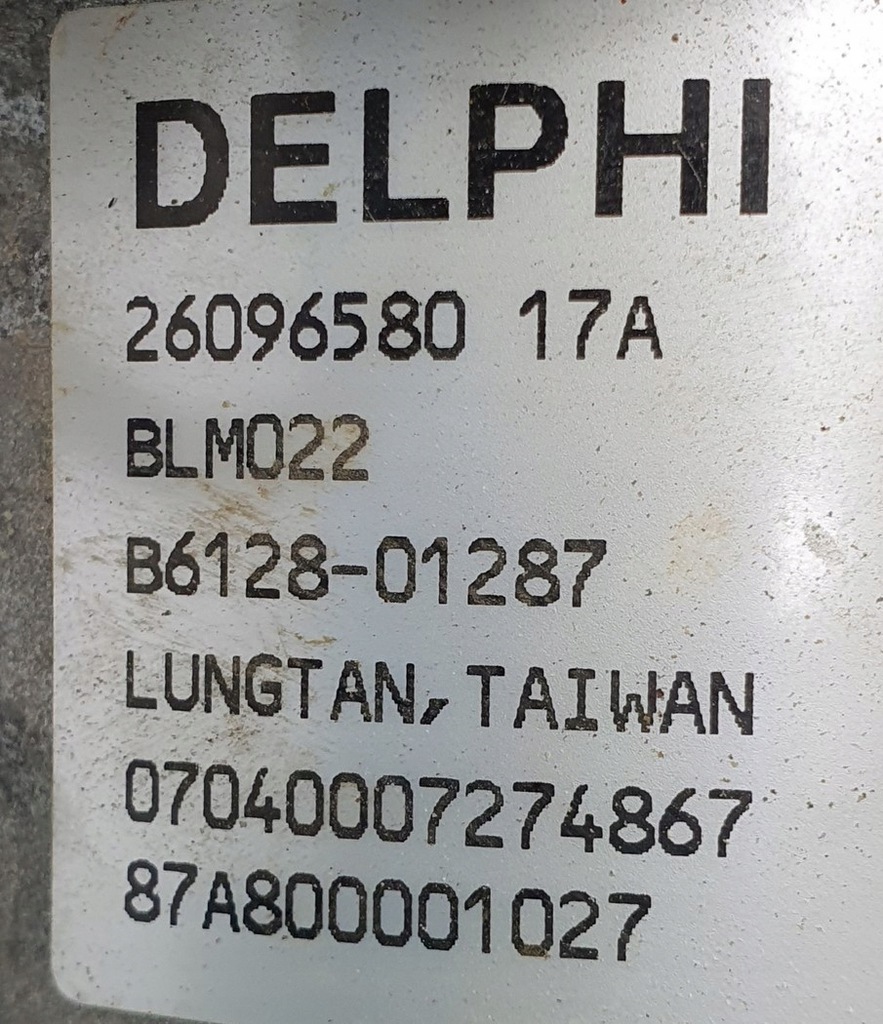 DELPHI
26096580 17A
BLM022
B6128-01287
LUNGTAN, TAIWAN
07040007274867
87A800001027